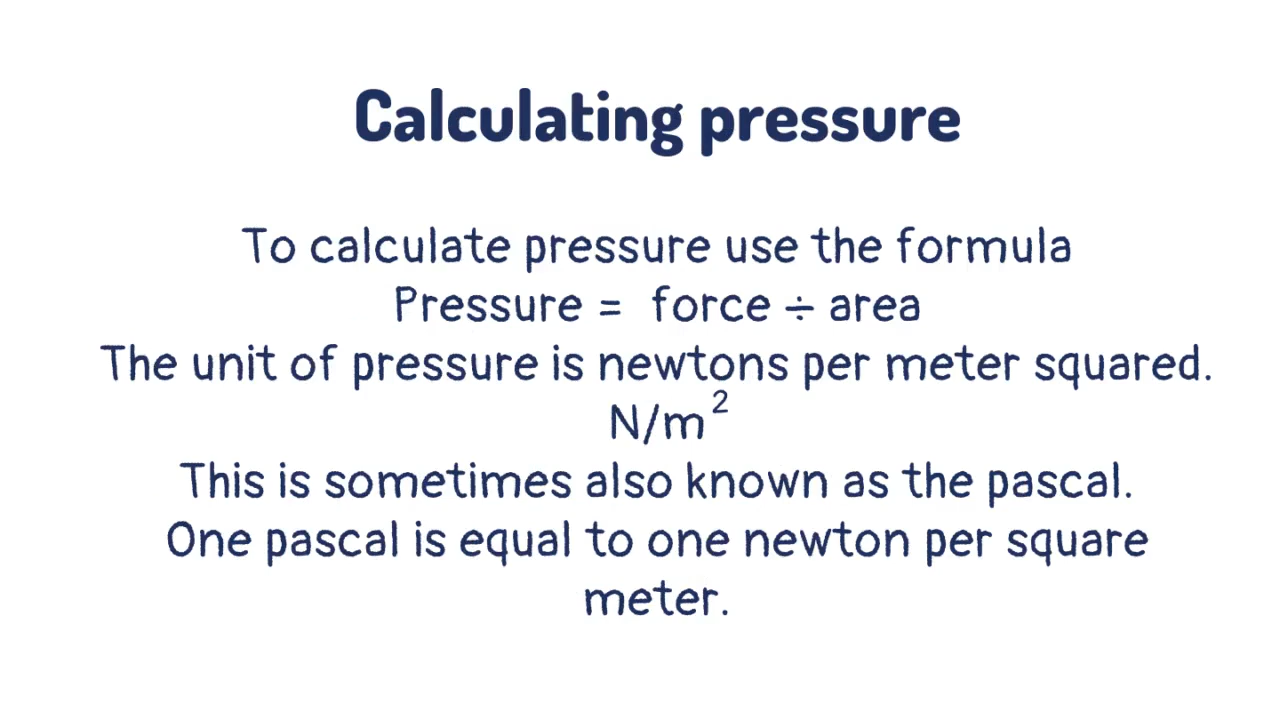 Calculating pressure
To calculate pressure use the formula
Pressure = force ÷ area
The unit of pressure is newtons per meter squared.
N/m²
This is sometimes also known as the pascal.
One pascal is equal to one newton per square
meter.